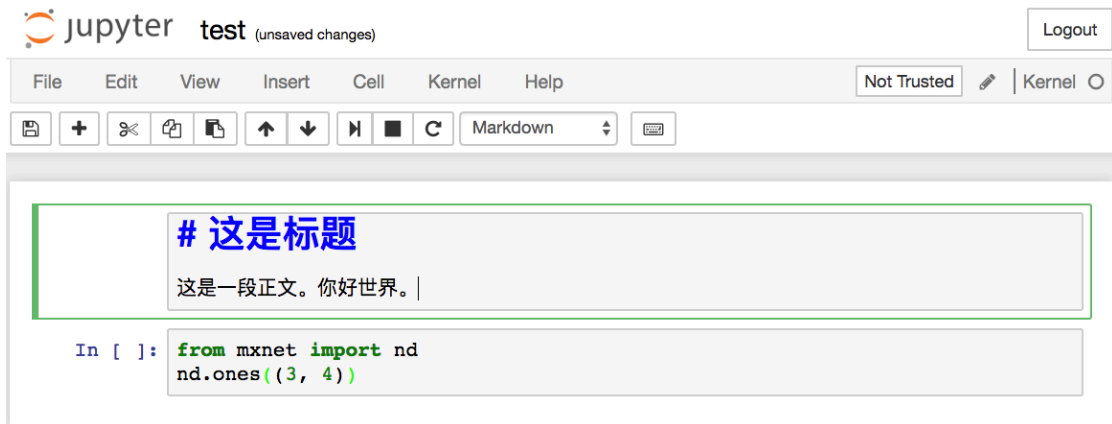 jupyter test (unsaved changes) Logout
File Edit View Insert Cell Kernel Help Not Trusted Kernel
Markdown
# 这是标题
这是一段正文。你好世界。
In [ ]: from mxnet import nd
nd.ones((3, 4))